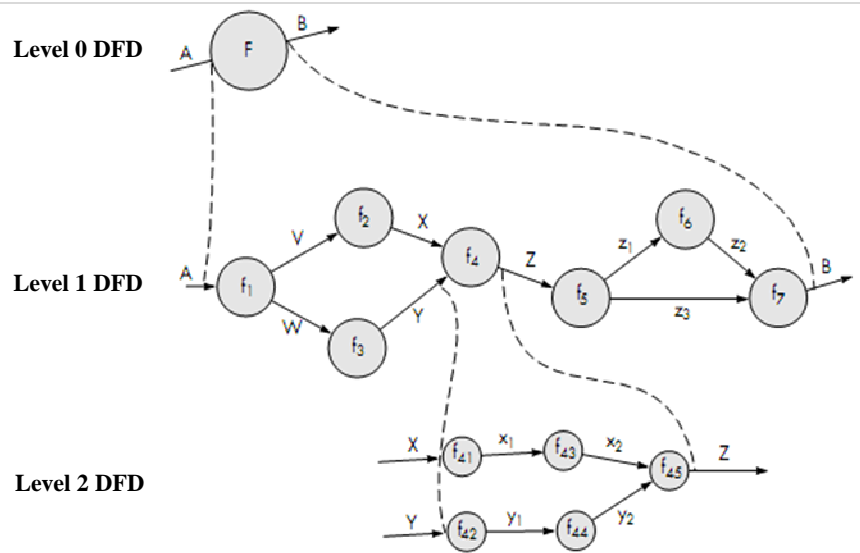 B
Level 0 DFD
A
F
f2
X
f6
V
z1
z2
f4
Z
Level 1 DFD
A
f1
f5
f7
B
W
Y
z3
f3
X
f41
x1
f43
x2
f45
Z
Level 2 DFD
Y
f42
y1
f44
y2